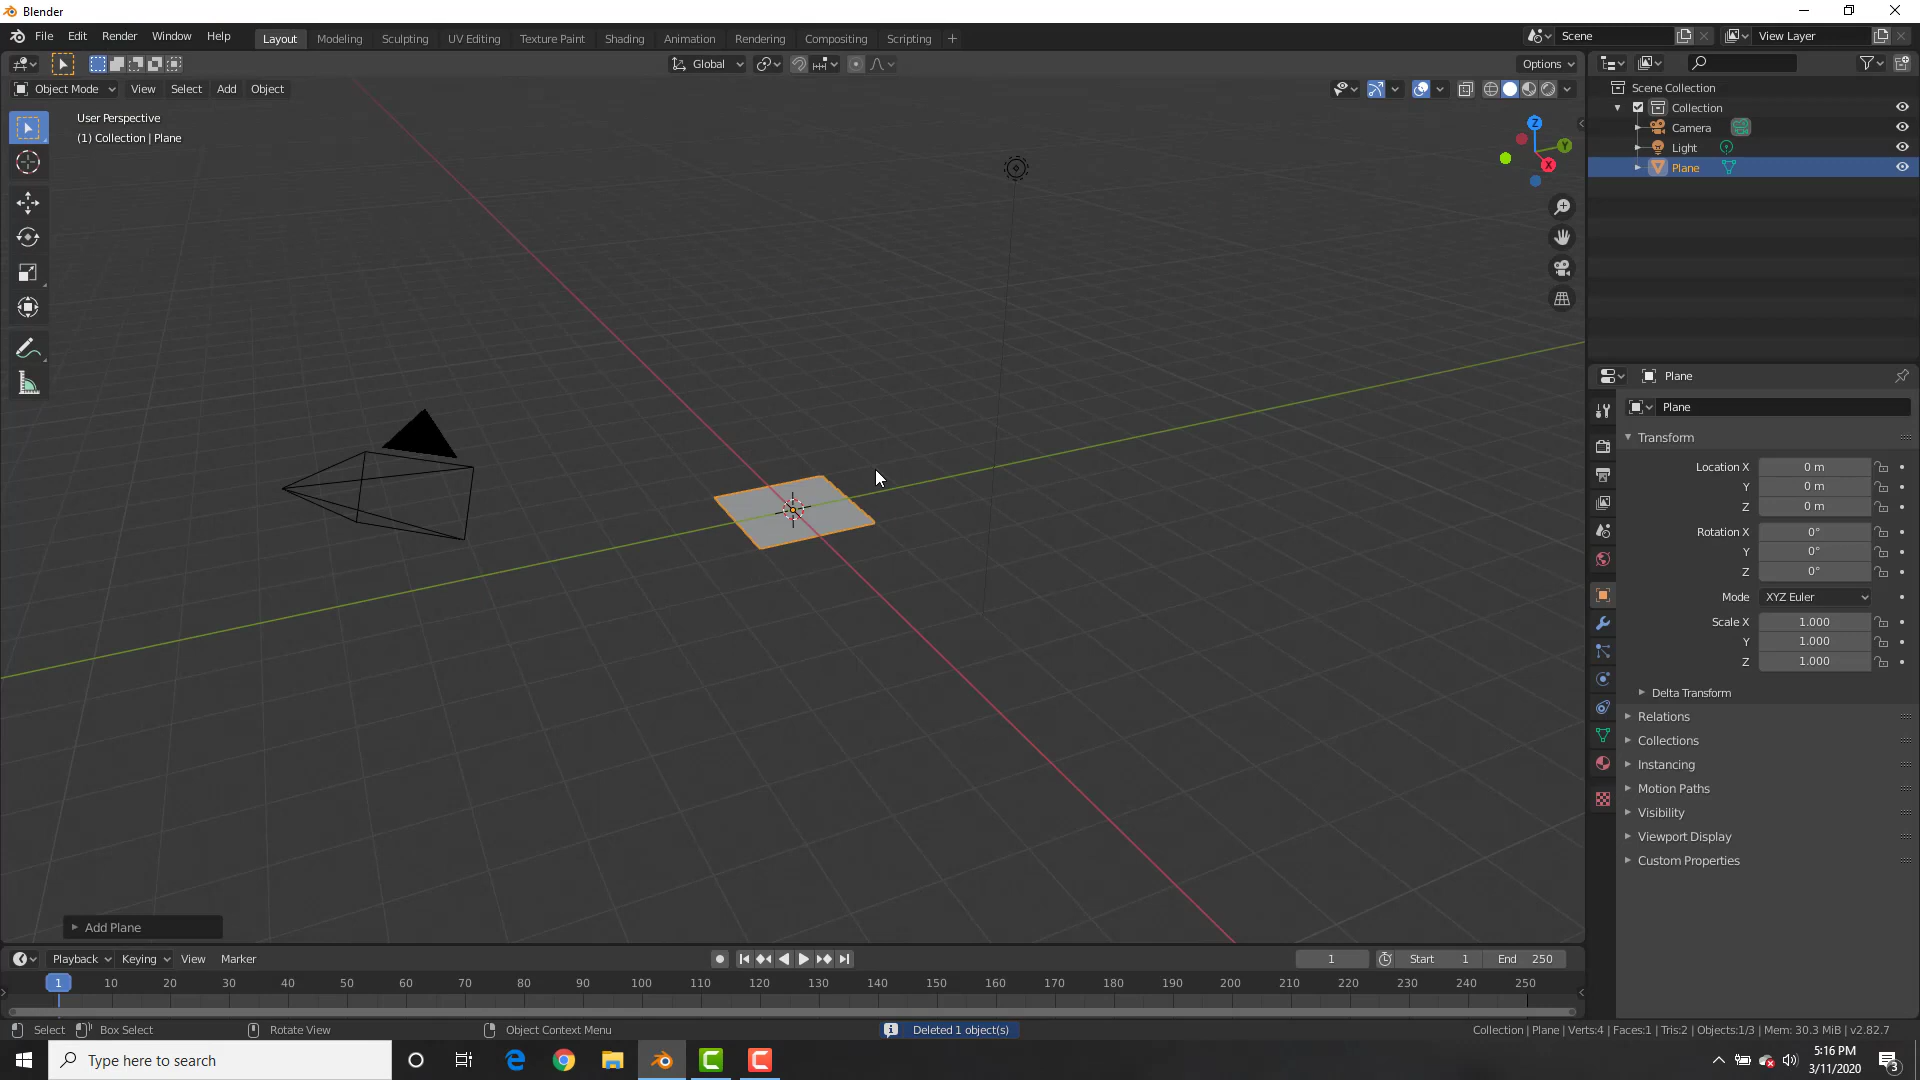 Blender
File Edit Render Window Help Layout Modeling Sculpting UV Editing Texture Paint Shading Animation Rendering Compositing Scripting + Scene View Layer
Global Options
Object Mode View Select Add Object
User Perspective
(1) Collection | Plane
Z
Y
X
Scene Collection
Collection
Camera
Light
Plane
Plane
Plane
Transform
Location X 0 m
Y 0 m
Z 0 m
Rotation X 0°
Y 0°
Z 0°
Mode XYZ Euler
Scale X 1.000
Y 1.000
Z 1.000
Delta Transform
Relations
Collections
Instancing
Motion Paths
Visibility
Viewport Display
Custom Properties
Add Plane
Playback Keying View Marker 1 Start 1 End 250
1 10 20 30 40 50 60 70 80 90 100 110 120 130 140 150 160 170 180 190 200 210 220 230 240 250
Select Box Select Rotate View Object Context Menu Deleted 1 object(s) Collection | Plane | Verts:4 | Faces:1 | Tris:2 | Objects:1/3 | Mem: 30.3 MiB | v2.82.7
Type here to search
5:16 PM
3/11/2020
3